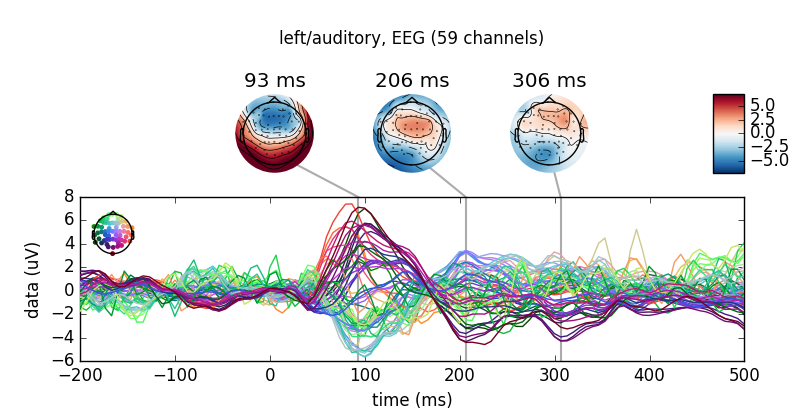 left/auditory, EEG (59 channels)
93 ms 206 ms 306 ms
5.0
2.5
0.0
−2.5
−5.0
8
6
4
2
0
−2
−4
−6
data (uV)
−200 −100 0 100 200 300 400 500
time (ms)